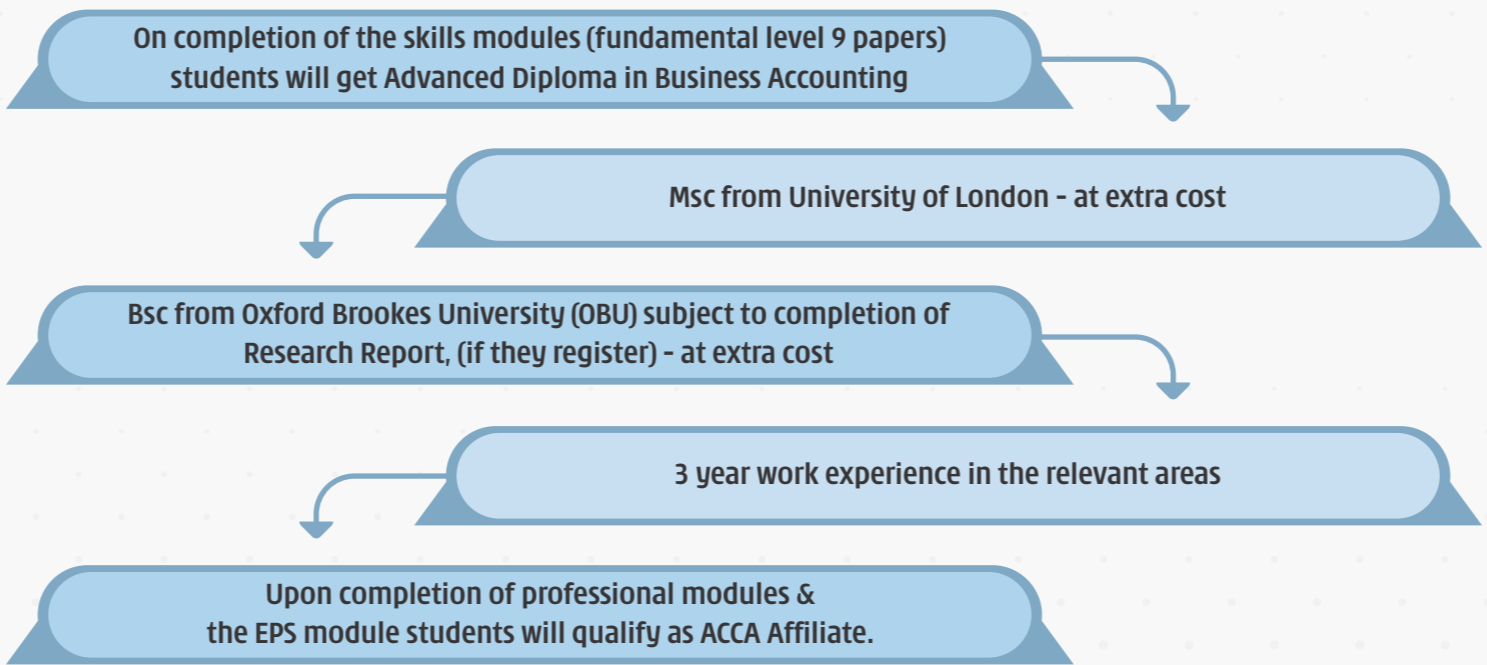 On completion of the skills modules (fundamental level 9 papers)
students will get Advanced Diploma in Business Accounting
Msc from University of London - at extra cost
Bsc from Oxford Brookes University (OBU) subject to completion of
Research Report, (if they register) - at extra cost
3 year work experience in the relevant areas
Upon completion of professional modules &
the EPS module students will qualify as ACCA Affiliate.